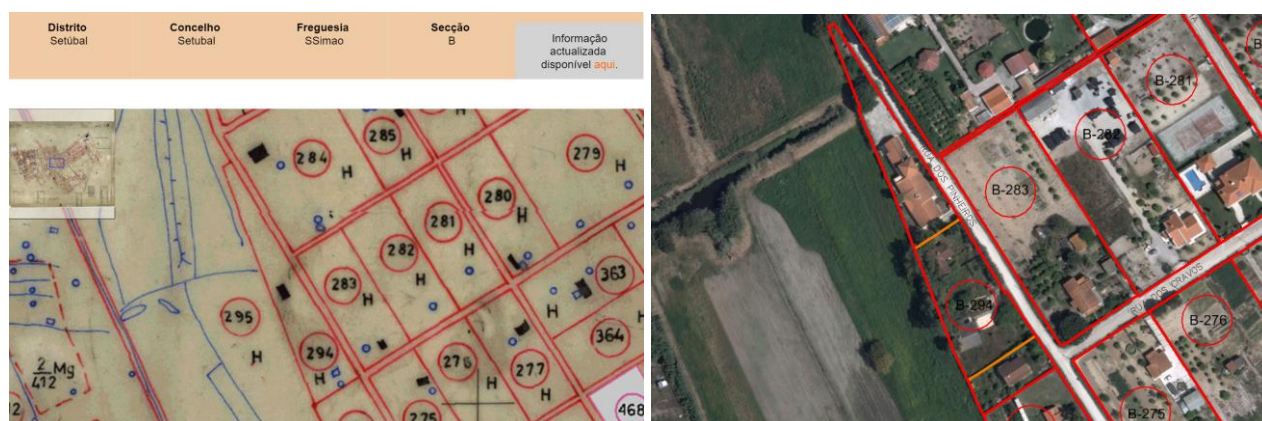 Distrito
Setúbal
Concelho
Setubal
Freguesia
SSimao
Secção
B
Informação
actualizada
disponível aqui.
285
H
284
H
279
H
280
H
281
H
282
H
283
H
363
H
295
H
294
H
276
H
277
H
364
2
412
Mg
275
468
B-281
B-282
B-283
RUA DOS PINHEIROS
B-294
RUA DOS CRAVOS
B-276
B-275